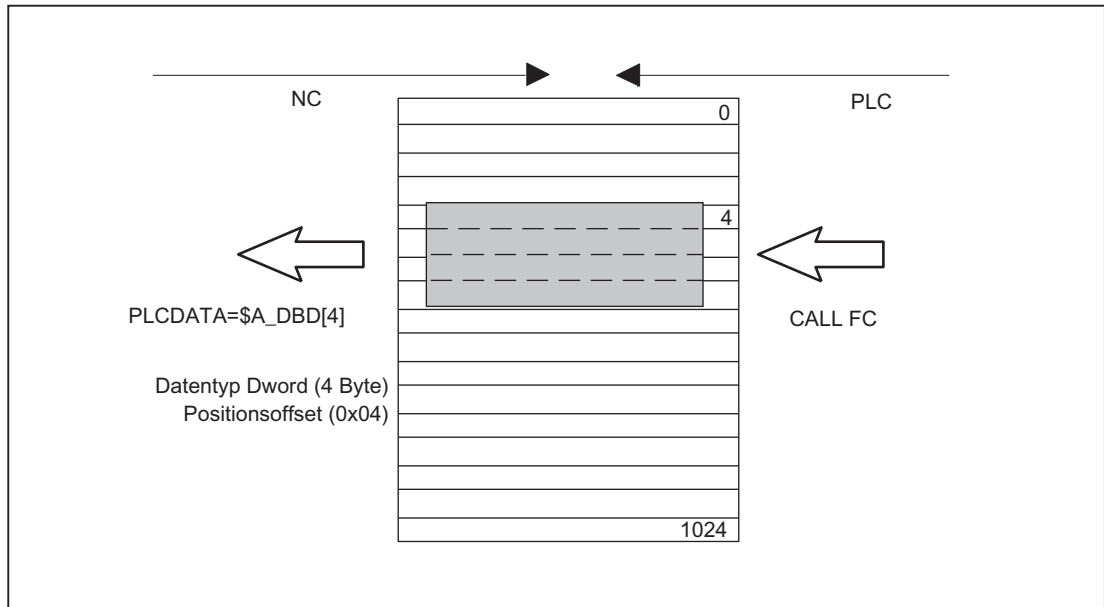 NC
PLC
0
4
PLCDATA=$A_DBD[4]
CALL FC
Datentyp Dword (4 Byte)
Positionsoffset (0x04)
1024